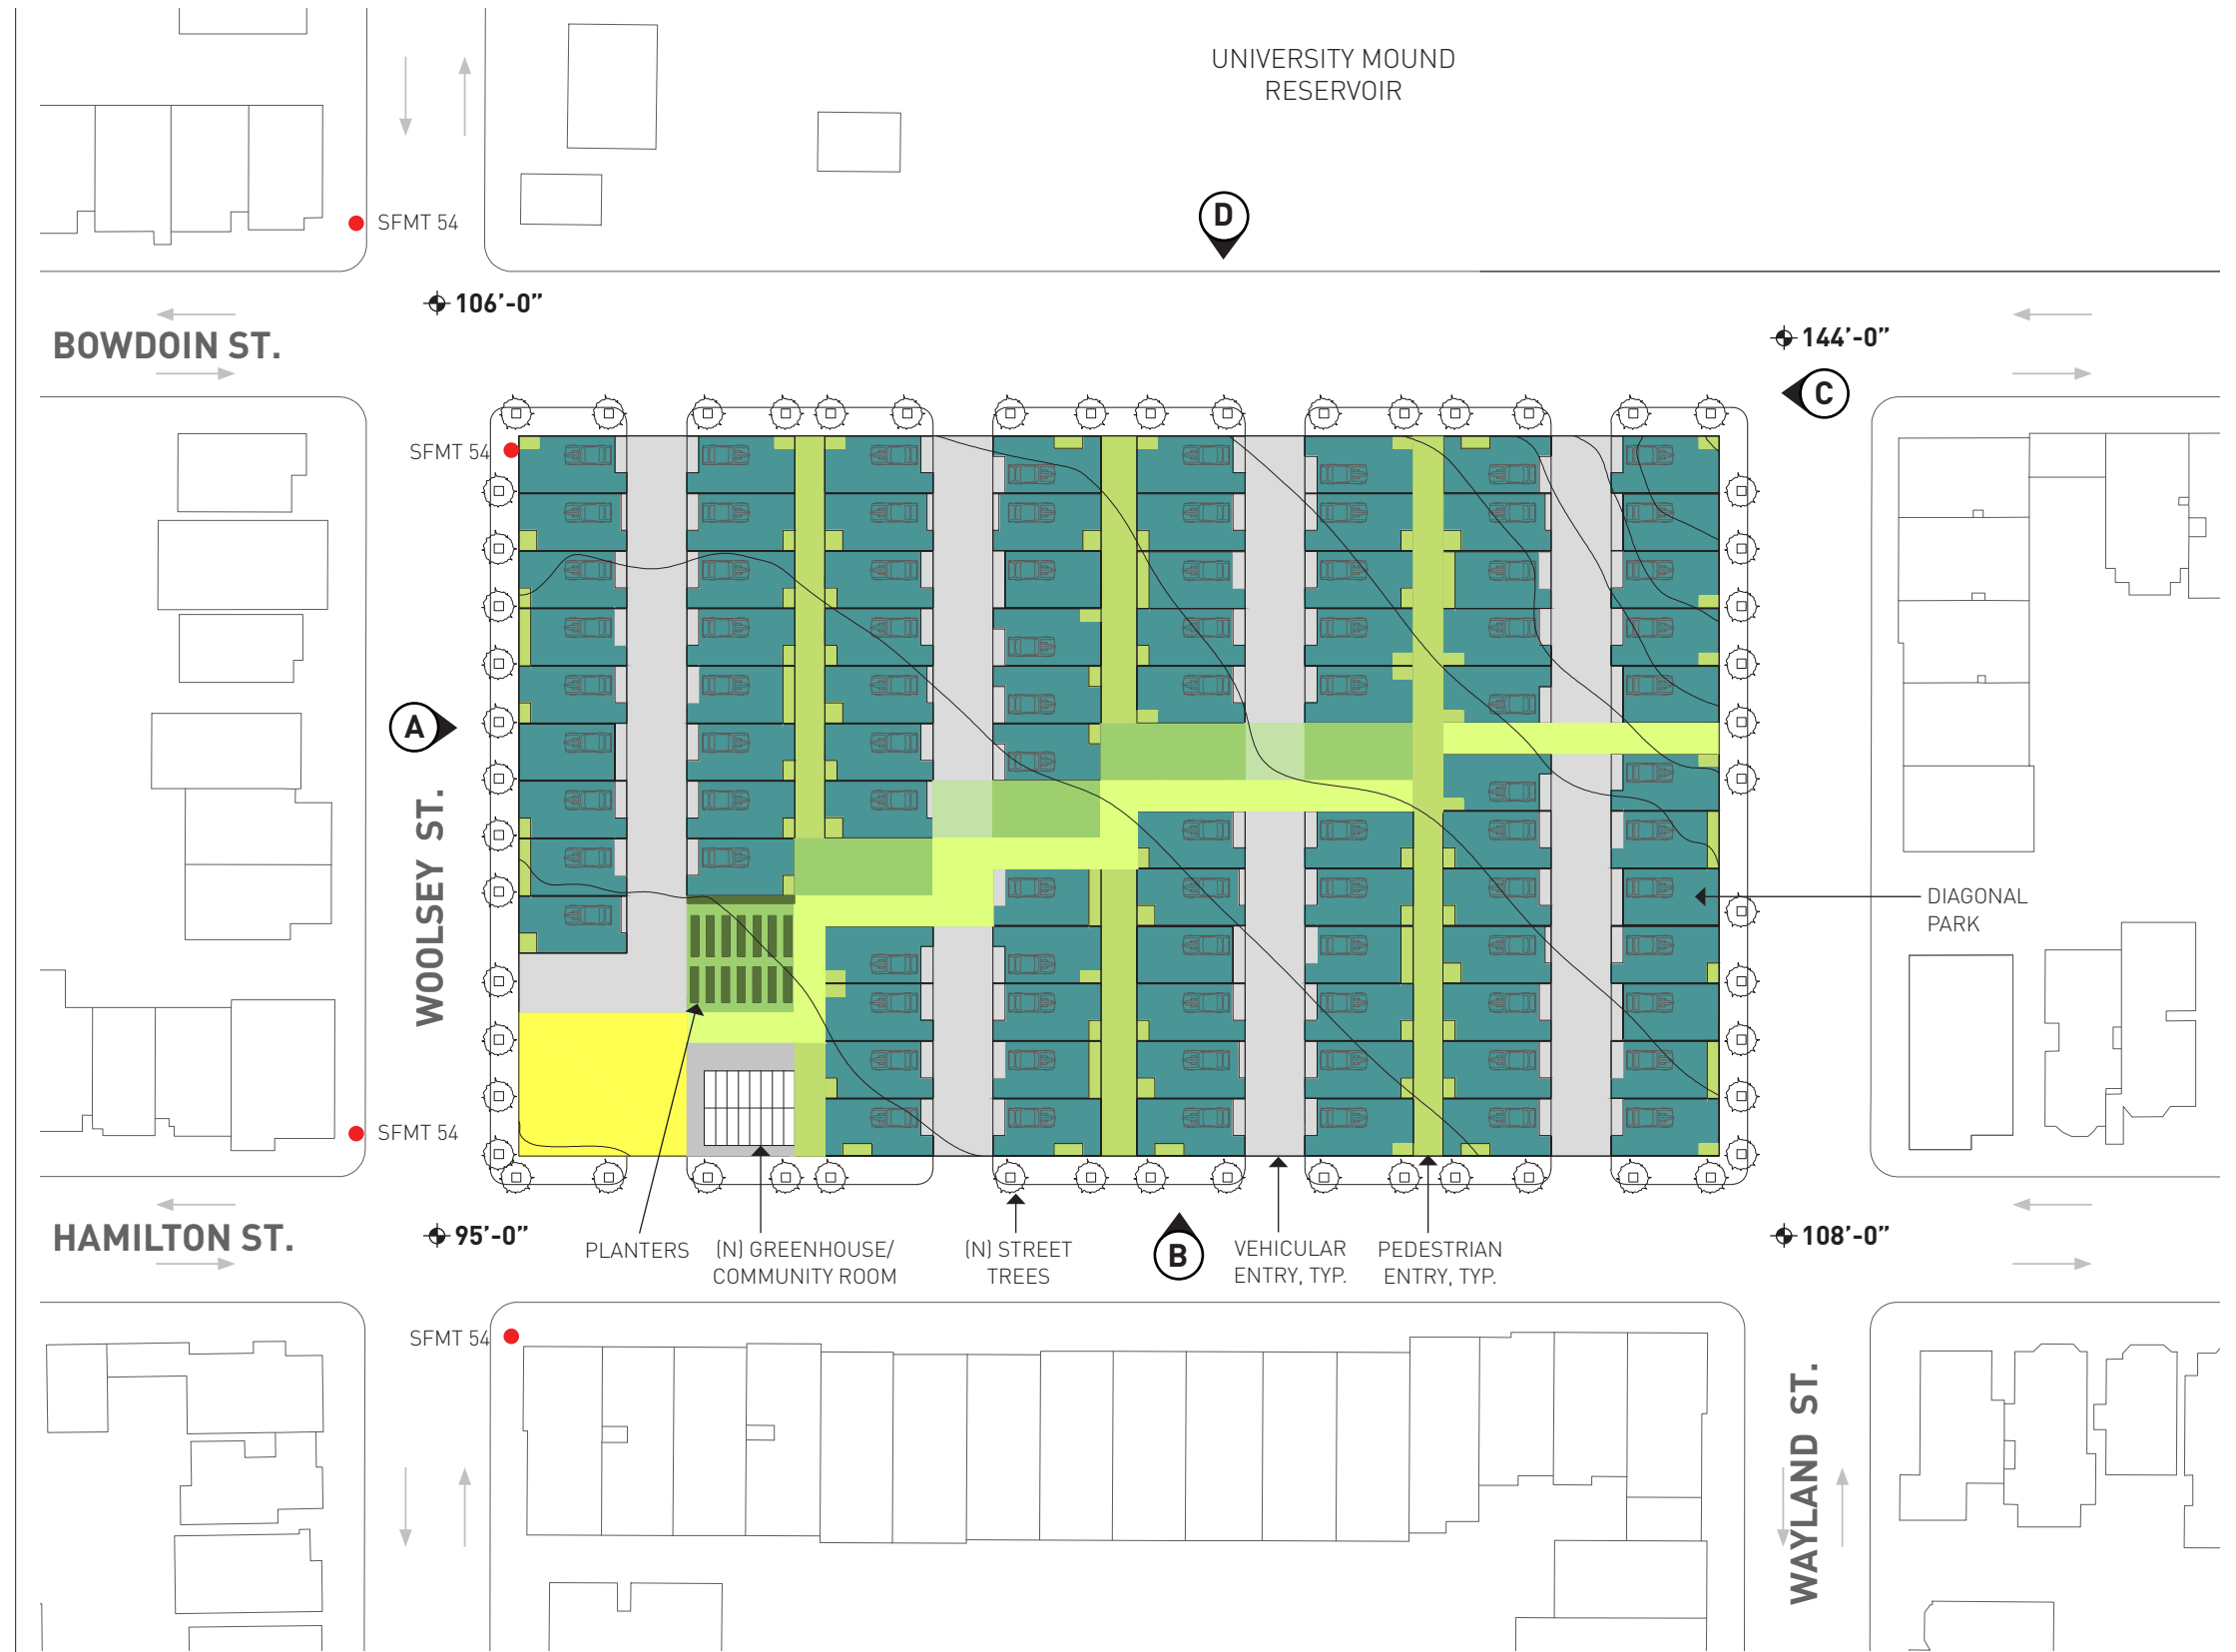 UNIVERSITY MOUND
RESERVOIR
D
SFMT 54
106’-0”
BOWDOIN ST.
144’-0”
C
SFMT 54
A
WOOLSEY ST.
DIAGONAL
PARK
SFMT 54
HAMILTON ST.
95’-0”
PLANTERS
(N) GREENHOUSE/
COMMUNITY ROOM
(N) STREET
TREES
B
VEHICULAR
ENTRY, TYP.
PEDESTRIAN
ENTRY, TYP.
108’-0”
SFMT 54
WAYLAND ST.